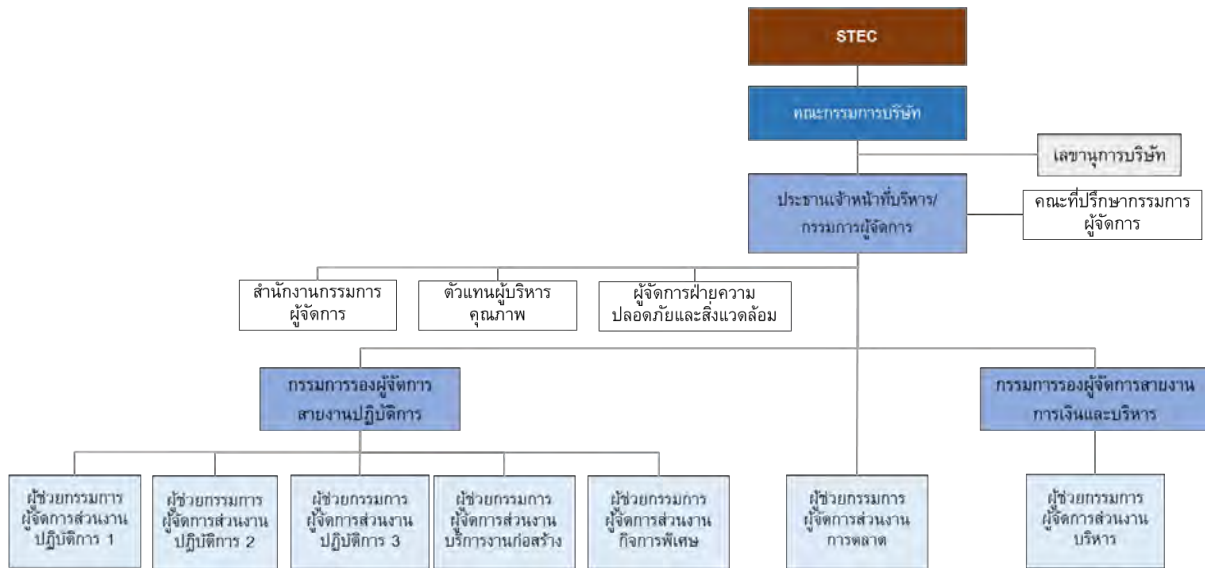 STEC
คณะกรรมการบริษัท
เลขานุการบริษัท
ประธานเจ้าหน้าที่บริหาร/
กรรมการผู้จัดการ
คณะที่ปรึกษากรรมการ
ผู้จัดการ
สำนักงานกรรมการ
ผู้จัดการ
ตัวแทนผู้บริหาร
คุณภาพ
ผู้จัดการฝ่ายความ
ปลอดภัยและสิ่งแวดล้อม
กรรมการรองผู้จัดการ
สายงานปฏิบัติการ
กรรมการรองผู้จัดการสายงาน
การเงินและบริหาร
ผู้ช่วยกรรมการ
ผู้จัดการส่วนงาน
ปฏิบัติการ 1
ผู้ช่วยกรรมการ
ผู้จัดการส่วนงาน
ปฏิบัติการ 2
ผู้ช่วยกรรมการ
ผู้จัดการส่วนงาน
ปฏิบัติการ 3
ผู้ช่วยกรรมการ
ผู้จัดการส่วนงาน
บริการงานก่อสร้าง
ผู้ช่วยกรรมการ
ผู้จัดการส่วนงาน
กิจการพิเศษ
ผู้ช่วยกรรมการ
ผู้จัดการส่วนงาน
การตลาด
ผู้ช่วยกรรมการ
ผู้จัดการส่วนงาน
บริหาร